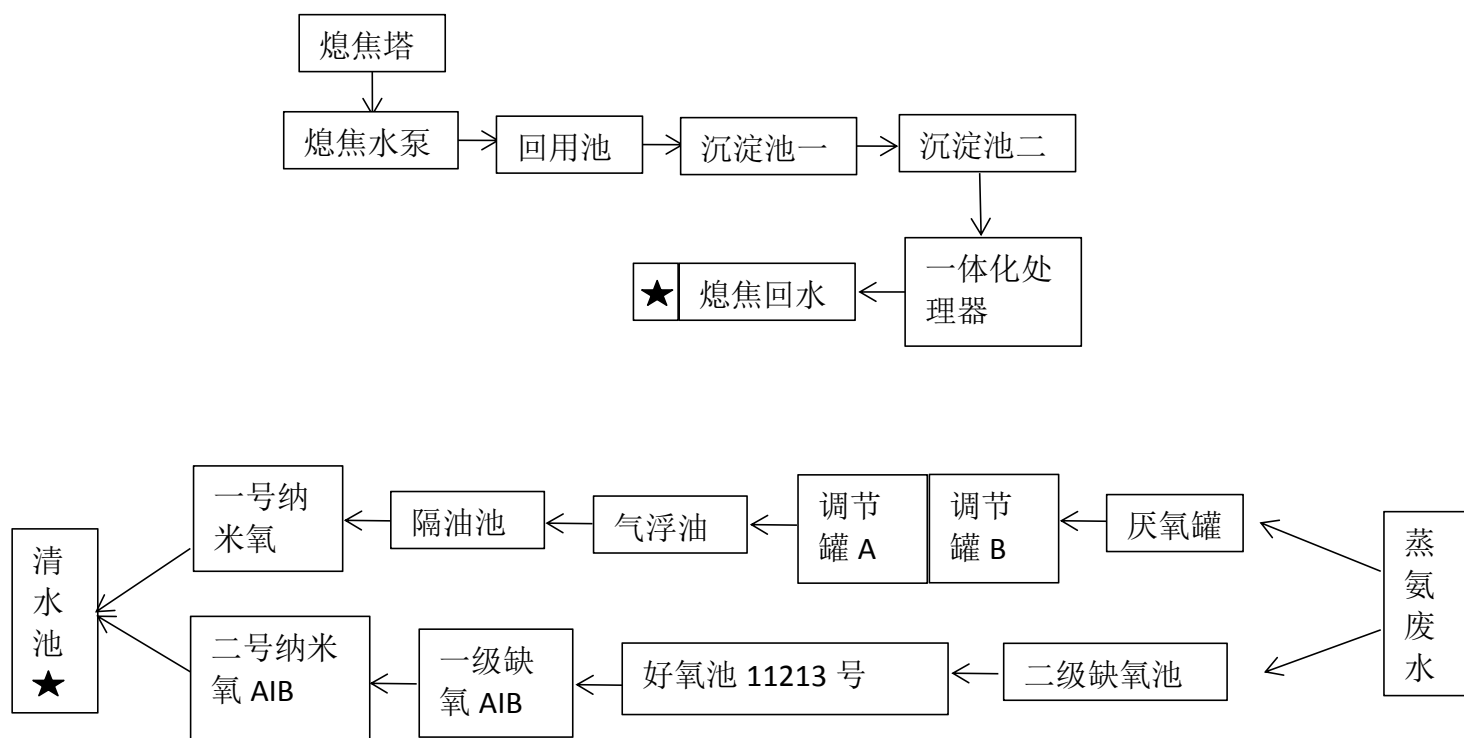 熄焦塔
熄焦水泵
回用池
沉淀池一
沉淀池二
一体化处
理器
★ 熄焦回水
一号纳
米氧
隔油池
气浮油
调节
罐 A
调节
罐 B
厌氧罐
蒸
氨
废
水
清
水
池
★
二号纳米
氧 AIB
一级缺
氧 AIB
好氧池 11213 号
二级缺氧池